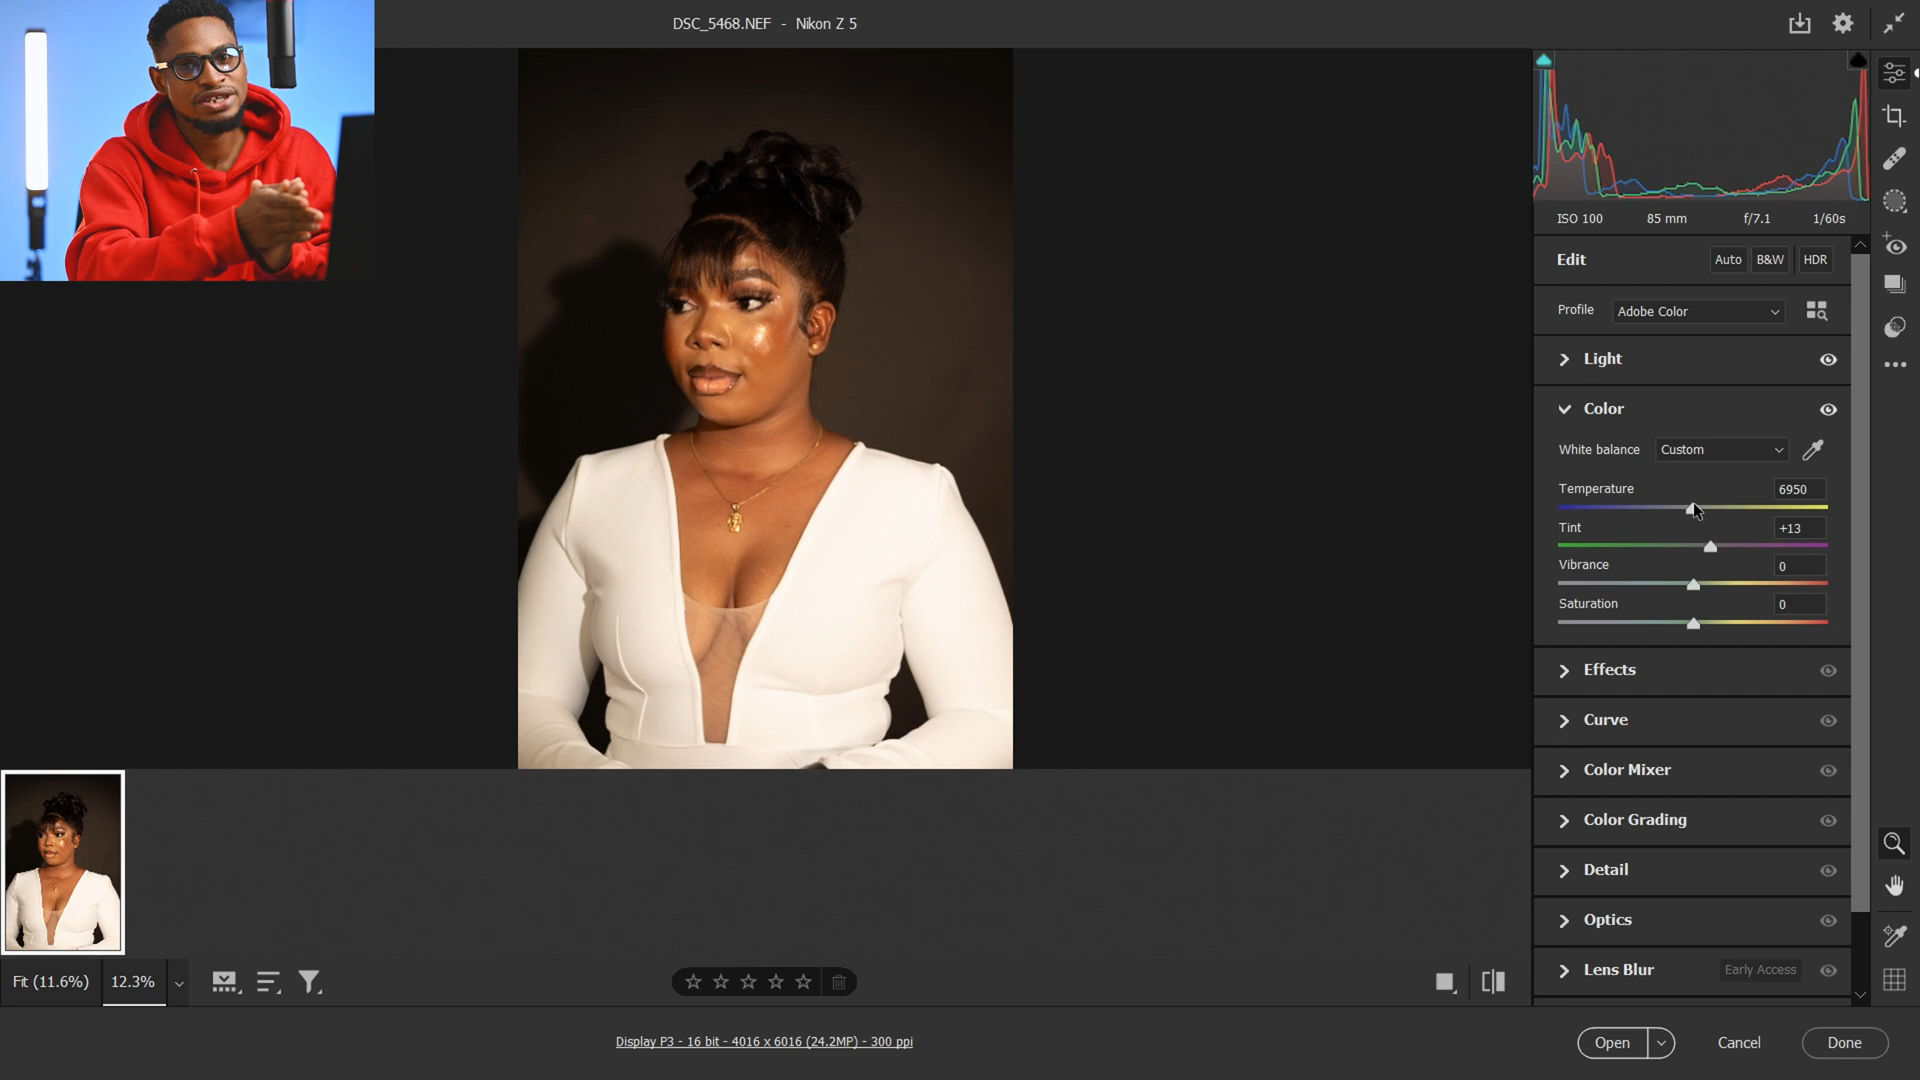 DSC_5468.NEF - Nikon Z 5
ISO 100 85 mm f/7.1 1/60s
Edit Auto B&W HDR
Profile Adobe Color
Light
Color
White balance Custom
Temperature 6950
Tint +13
Vibrance 0
Saturation 0
Effects
Curve
Color Mixer
Color Grading
Detail
Optics
Lens Blur Early Access
Fit (11.6%) 12.3%
Display P3 - 16 bit - 4016 x 6016 (24.2MP) - 300 ppi
Open Cancel Done